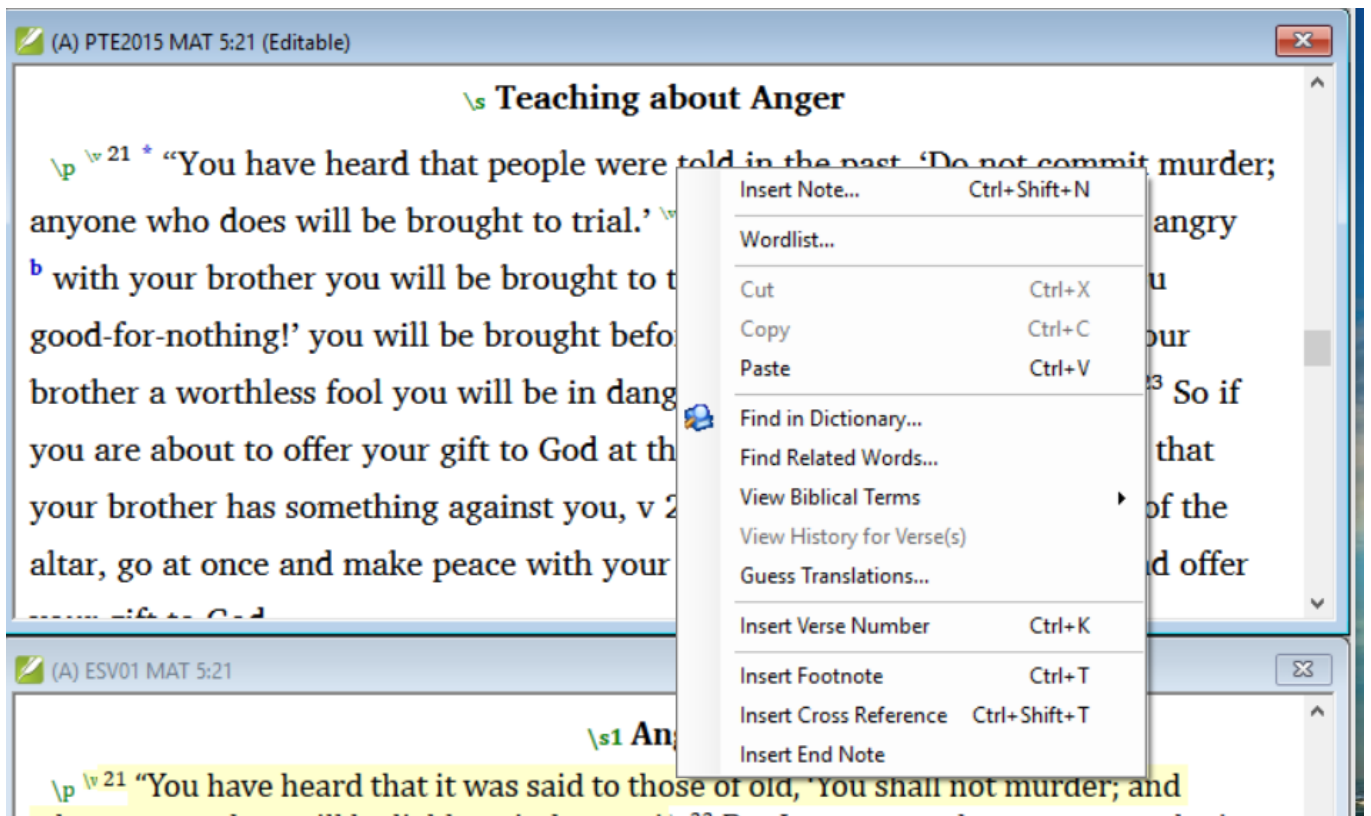 (A) PTE2015 MAT 5:21 (Editable)
\s Teaching about Anger
\p \v 21 * “You have heard that people were told in the past, ‘Do not commit murder;
anyone who does will be brought to trial.’ \v angry
b with your brother you will be brought to t u
good-for-nothing!’ you will be brought befo our
brother a worthless fool you will be in dang 23 So if
you are about to offer your gift to God at th that
your brother has something against you, v 2 of the
altar, go at once and make peace with your d offer
your gift to God
Insert Note... Ctrl+Shift+N
Wordlist...
Cut Ctrl+X
Copy Ctrl+C
Paste Ctrl+V
Find in Dictionary...
Find Related Words...
View Biblical Terms
View History for Verse(s)
Guess Translations...
Insert Verse Number Ctrl+K
Insert Footnote Ctrl+T
Insert Cross Reference Ctrl+Shift+T
Insert End Note
(A) ESV01 MAT 5:21
\s1 Ang
\p \v 21 “You have heard that it was said to those of old, ‘You shall not murder; and